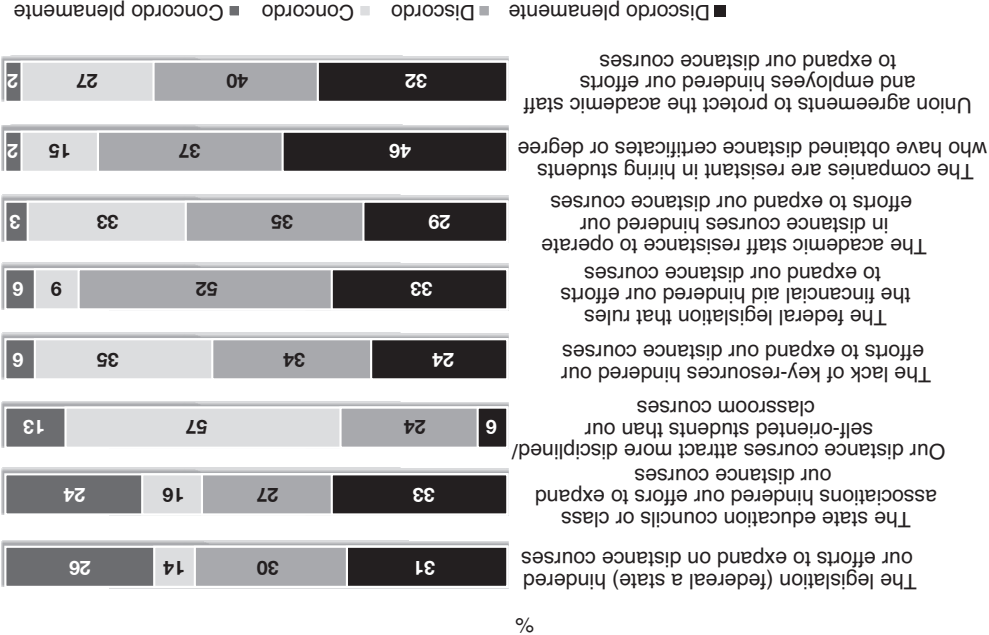 %
The legislation (federeal a state) hindered
our efforts to expand on distance courses
31 30 14 26
The state education councils or class
associations hindered our effors to expand
our distance courses
33 27 16 24
Our distance courses attract more disciplined/
self-oriented students than our
classroom courses
6 24 57 13
The lack of key-resources hindered our
efforts to expand our distance courses
24 34 35 6
The federal legislation that rules
the fincancial aid hindered our efforts
to expand our distance courses
33 52 9 6
The academic staff resistance to operate
in distance courses hindered our
efforts to expand our distance courses
29 35 33 3
The companies are resistant in hiring students
who have obtained distance certificates or degree
46 37 15 2
Union agreements to protect the academic staff
and employees hindered our efforts
to expand our distance courses
32 40 27 2
Discordo plenamente Discordo Concordo Concordo plenamente